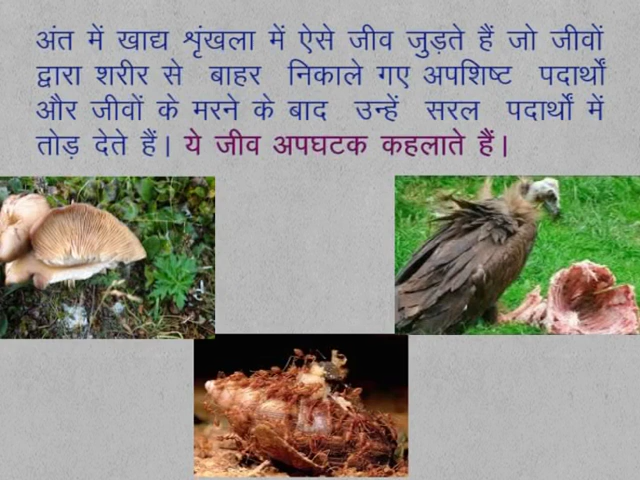 अंत में खाद्य शृंखला में ऐसे जीव जुड़ते हैं जो जीवों
द्वारा शरीर से बाहर निकाले गए अपशिष्ट पदार्थों
और जीवों के मरने के बाद उन्हें सरल पदार्थों में
तोड़ देते हैं। ये जीव अपघटक कहलाते हैं।